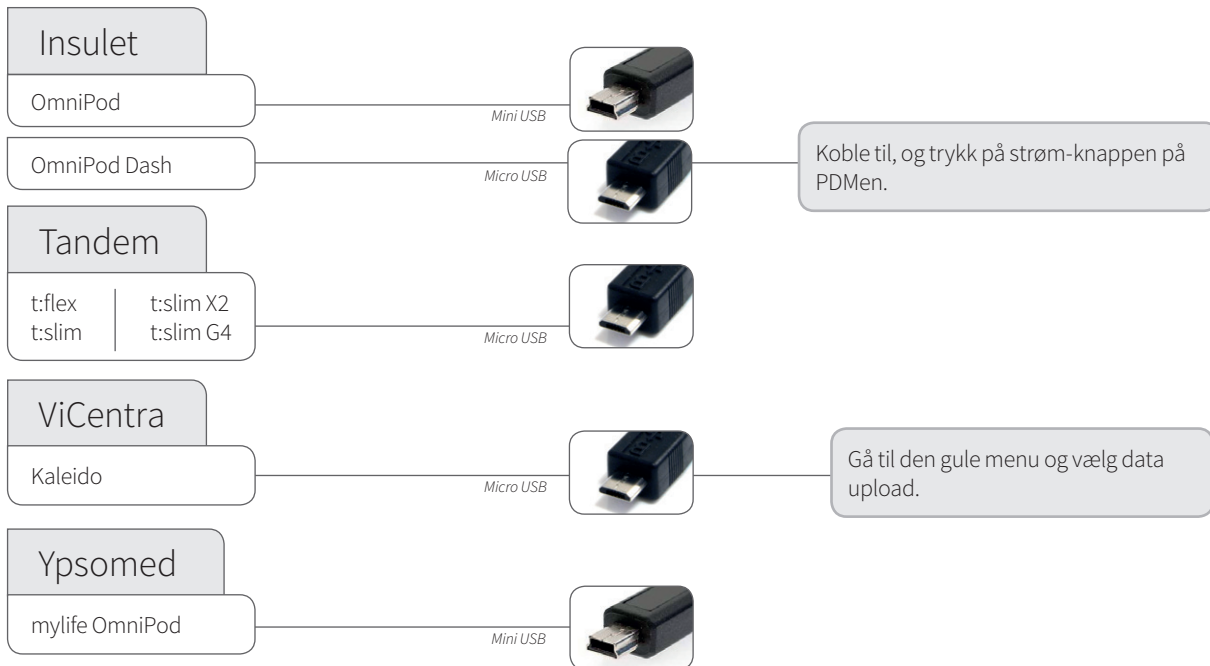 Insulet
OmniPod
Mini USB
OmniPod Dash
Micro USB
Koble til, og trykk på strøm-knappen på
PDMen.
Tandem
t:flex t:slim X2
t:slim t:slim G4
Micro USB
ViCentra
Kaleido
Micro USB
Gå til den gule menu og vælg data
upload.
Ypsomed
mylife OmniPod
Mini USB